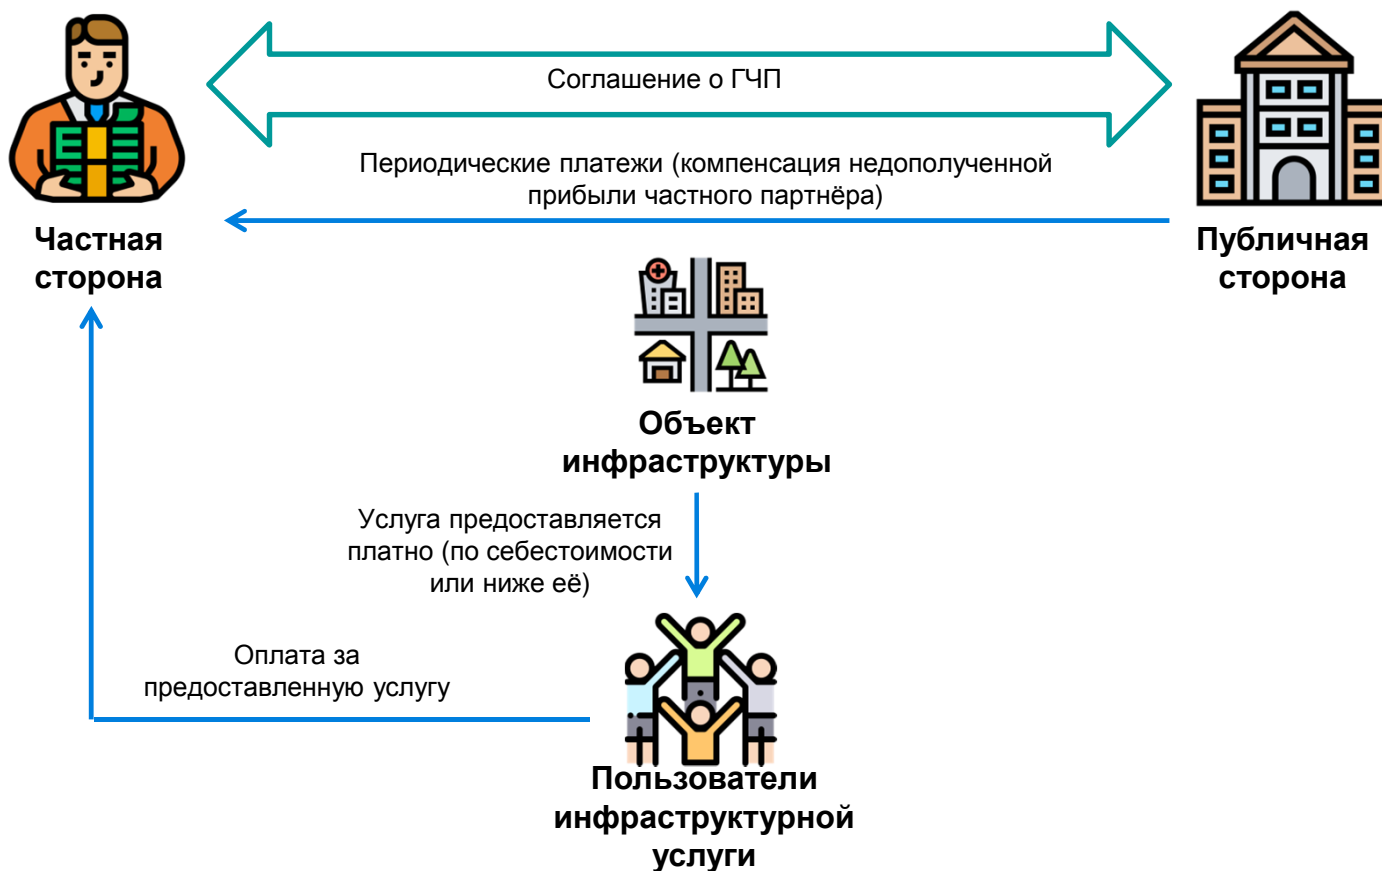 Соглашение о ГЧП
Периодические платежи (компенсация недополученной
прибыли частного партнёра)
Частная
сторона
Публичная
сторона
Объект
инфраструктуры
Услуга предоставляется
платно (по себестоимости
или ниже её)
Оплата за
предоставленную услугу
Пользователи
инфраструктурной
услуги